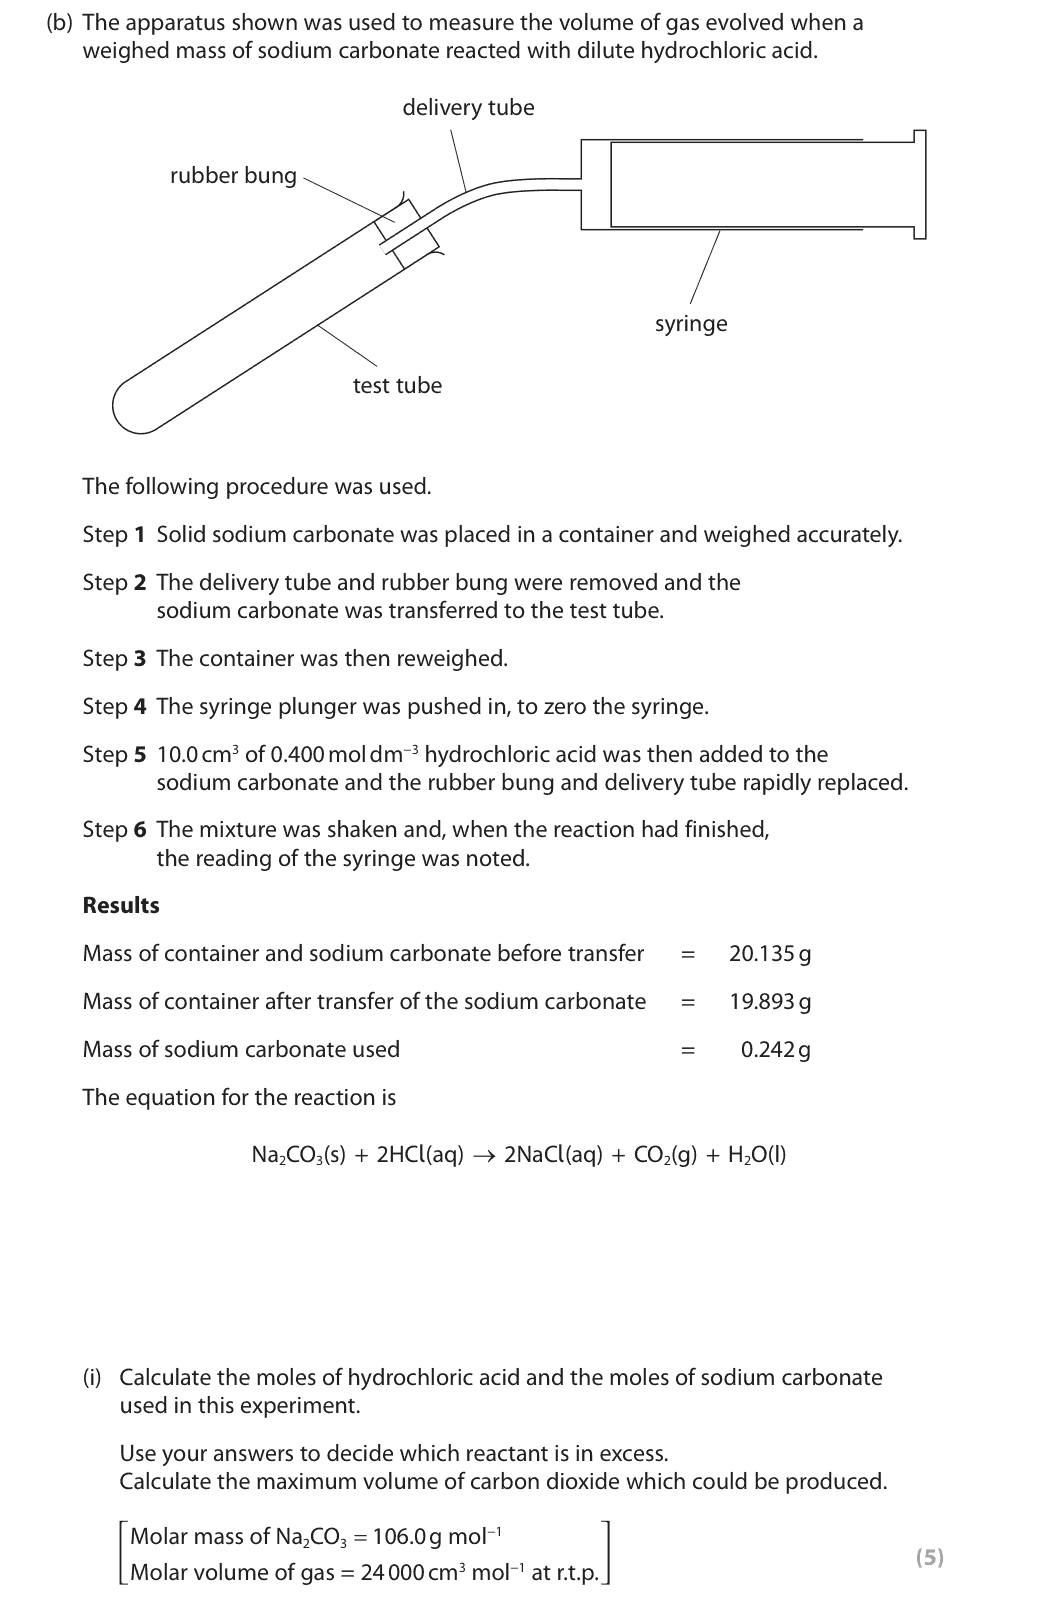 (b) The apparatus shown was used to measure the volume of gas evolved when a
weighed mass of sodium carbonate reacted with dilute hydrochloric acid.
delivery tube
rubber bung
syringe
test tube
The following procedure was used.
Step 1 Solid sodium carbonate was placed in a container and weighed accurately.
Step 2 The delivery tube and rubber bung were removed and the
sodium carbonate was transferred to the test tube.
Step 3 The container was then reweighed.
Step 4 The syringe plunger was pushed in, to zero the syringe.
Step 5 10.0 cm³ of 0.400 mol dm⁻³ hydrochloric acid was then added to the
sodium carbonate and the rubber bung and delivery tube rapidly replaced.
Step 6 The mixture was shaken and, when the reaction had finished,
the reading of the syringe was noted.
Results
Mass of container and sodium carbonate before transfer = 20.135 g
Mass of container after transfer of the sodium carbonate = 19.893 g
Mass of sodium carbonate used = 0.242 g
The equation for the reaction is
Na₂CO₃(s) + 2HCl(aq) → 2NaCl(aq) + CO₂(g) + H₂O(l)
(i) Calculate the moles of hydrochloric acid and the moles of sodium carbonate
used in this experiment.
Use your answers to decide which reactant is in excess.
Calculate the maximum volume of carbon dioxide which could be produced.
[Molar mass of Na₂CO₃ = 106.0 g mol⁻¹
Molar volume of gas = 24 000 cm³ mol⁻¹ at r.t.p.]
(5)